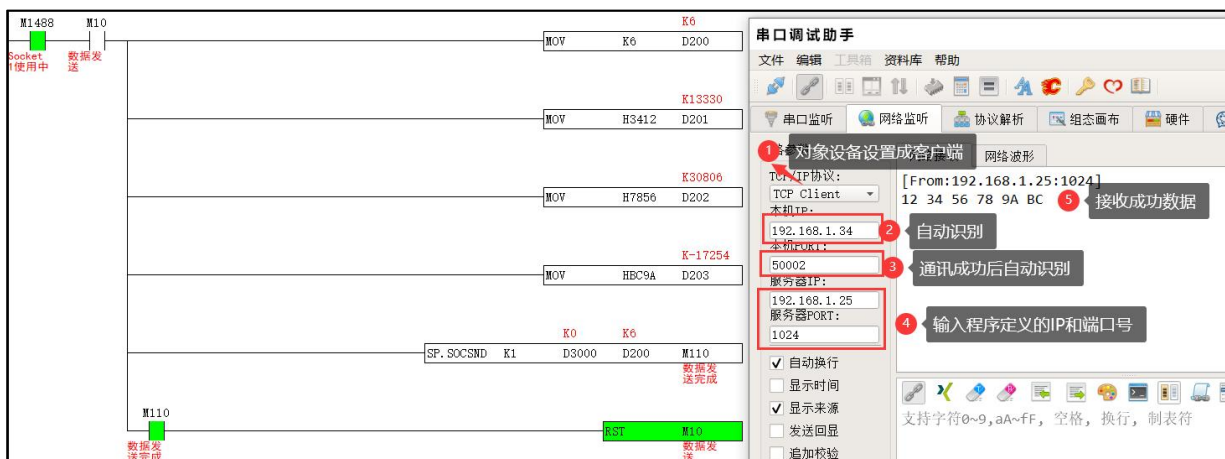 M1488 M10
Socket 数据发
1使用中 送
K6
MOV K6 D200
K13330
MOV H3412 D201
K30806
MOV H7856 D202
K-17254
MOV HBC9A D203
K0 K6
SP.SOCSND K1 D3000 D200 M110
数据发
送完成
M110
数据发
送完成
RST M10
数据发
送
串口调试助手
文件 编辑 工具箱 资料库 帮助
串口监听 网络监听 协议解析 组态画布 硬件
1 对象设备设置成客户端
网络波形
TCP/IP协议:
TCP Client
本机IP:
192.168.1.34
2 自动识别
本机PORT:
50002
3 通讯成功后自动识别
服务器IP:
192.168.1.25
服务器PORT:
1024
4 输入程序定义的IP和端口号
自动换行
显示时间
显示来源
发送回显
追加校验
[From:192.168.1.25:1024]
12 34 56 78 9A BC
5 接收成功数据
支持字符0~9,aA~fF, 空格, 换行, 制表符